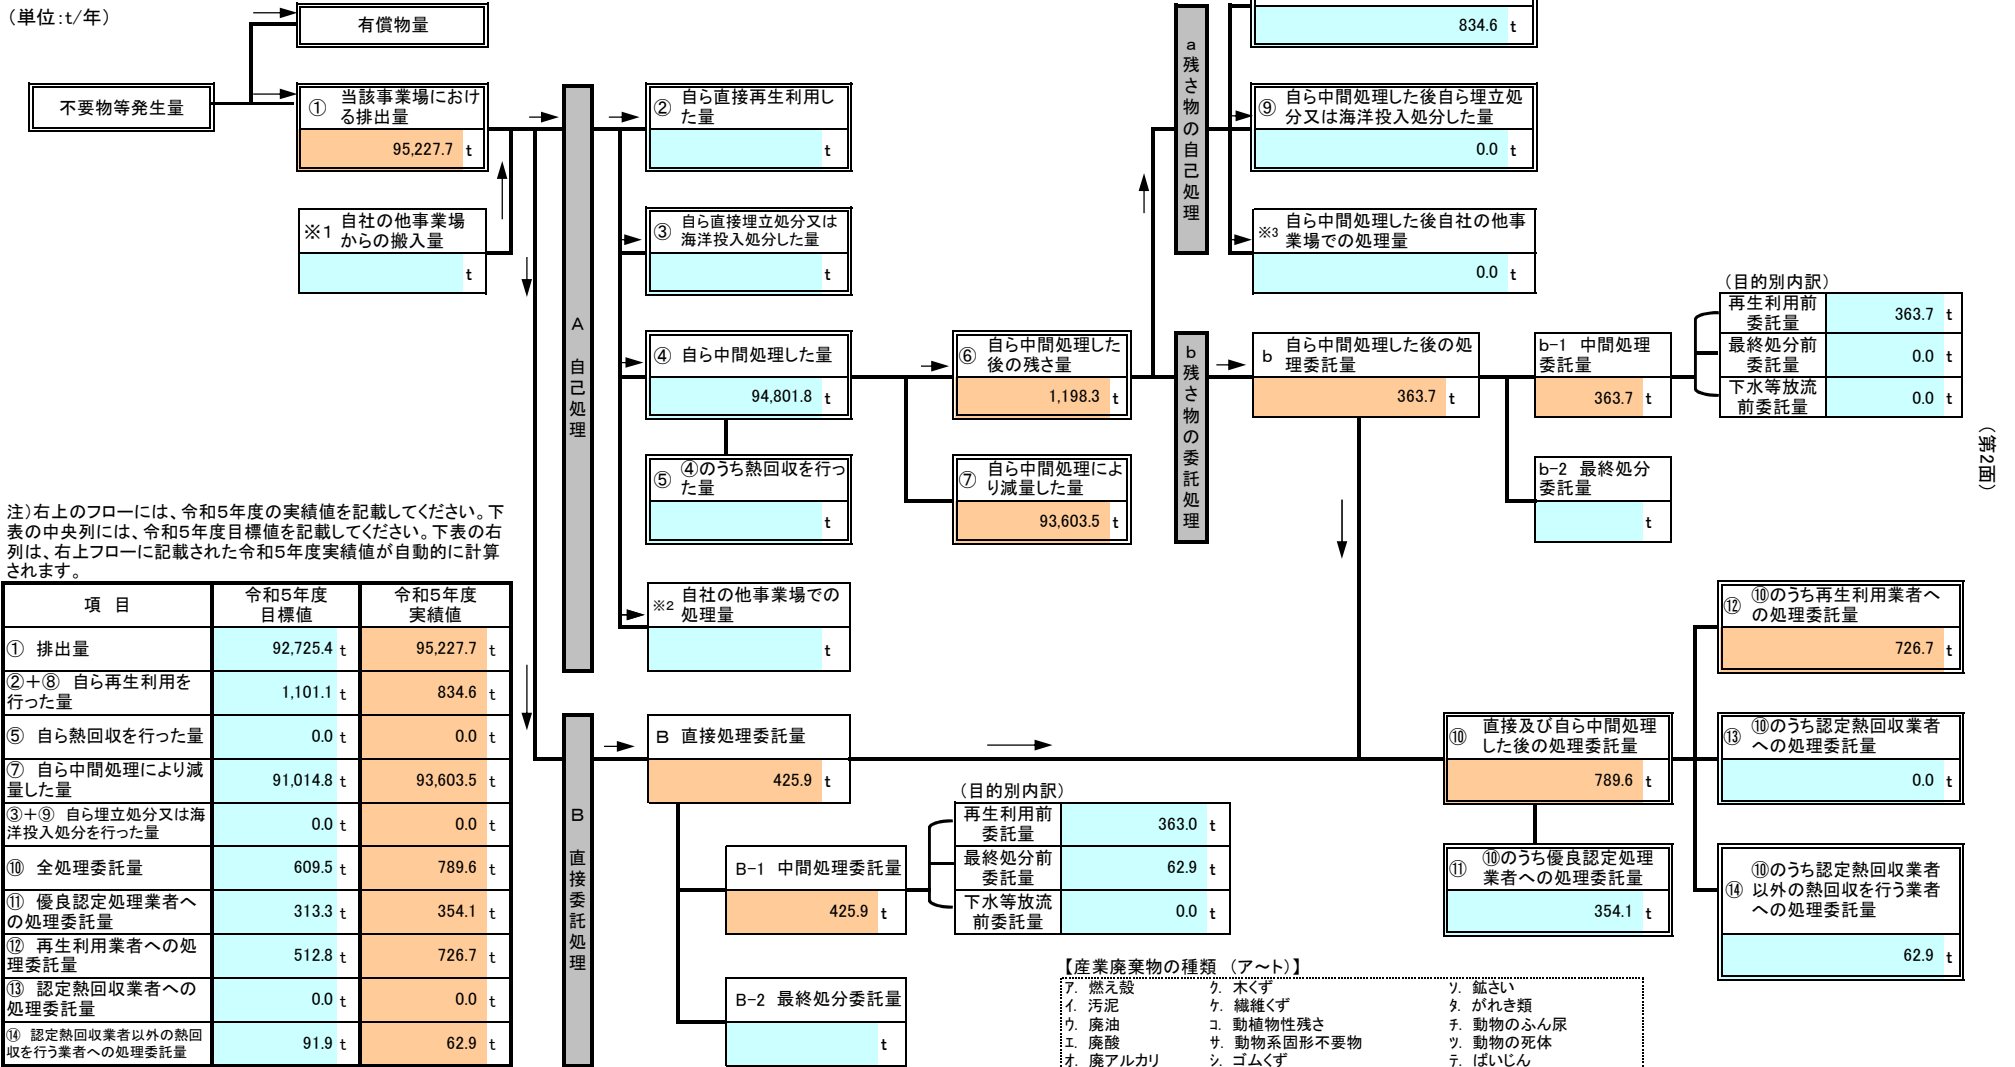 （単位：t/年）
有償物量
不要物等発生量
① 当該事業場におけ
る排出量
95,227.7 t
※1 自社の他事業場
からの搬入量
t
A 自己処理
② 自ら直接再生利用し
た量
t
③ 自ら直接埋立処分又は
海洋投入処分した量
t
④ 自ら中間処理した量
94,801.8 t
⑤ ④のうち熱回収を行っ
た量
t
※2 自社の他事業場での
処理量
t
⑥ 自ら中間処理した
後の残さ量
1,198.3 t
⑦ 自ら中間処理によ
り減量した量
93,603.5 t
a 残さ物の自己処理
834.6 t
⑨ 自ら中間処理した後自ら埋立処
分又は海洋投入処分した量
0.0 t
※3 自ら中間処理した後自社の他事
業場での処理量
0.0 t
b 残さ物の委託処理
b 自ら中間処理した後の処
理委託量
363.7 t
b-1 中間処理
委託量
363.7 t
b-2 最終処分
委託量
t
（目的別内訳）
再生利用前
委託量
363.7 t
最終処分前
委託量
0.0 t
下水等放流
前委託量
0.0 t
（第2面）
注）右上のフローには、令和５年度の実績値を記載してください。下
表の中央列には、令和５年度目標値を記載してください。下表の右
列は、右上フローに記載された令和５年度実績値が自動的に計算
されます。
項 目
令和５年度
目標値
令和５年度
実績値
① 排出量 92,725.4 t 95,227.7 t
②＋⑧ 自ら再生利用を
行った量 1,101.1 t 834.6 t
⑤ 自ら熱回収を行った量 0.0 t 0.0 t
⑦ 自ら中間処理により減
量した量 91,014.8 t 93,603.5 t
③＋⑨ 自ら埋立処分又は海
洋投入処分を行った量 0.0 t 0.0 t
⑩ 全処理委託量 609.5 t 789.6 t
⑪ 優良認定処理業者へ
の処理委託量 313.3 t 354.1 t
⑫ 再生利用業者への処
理委託量 512.8 t 726.7 t
⑬ 認定熱回収業者への
処理委託量 0.0 t 0.0 t
⑭ 認定熱回収業者以外の熱回
収を行う業者への処理委託量 91.9 t 62.9 t
B 直接委託処理
B 直接処理委託量
425.9 t
B-1 中間処理委託量
425.9 t
B-2 最終処分委託量
t
（目的別内訳）
再生利用前
委託量
363.0 t
最終処分前
委託量
62.9 t
下水等放流
前委託量
0.0 t
⑩ 直接及び自ら中間処理
した後の処理委託量
789.6 t
⑪ ⑩のうち優良認定処理
業者への処理委託量
354.1 t
⑫ ⑩のうち再生利用業者へ
の処理委託量
726.7 t
⑬ ⑩のうち認定熱回収業者
への処理委託量
0.0 t
⑭ ⑩のうち認定熱回収業者
以外の熱回収を行う業者
への処理委託量
62.9 t
【産業廃棄物の種類 （ア～ト）】
ア. 燃え殻 ク. 木くず ソ. 鉱さい
イ. 汚泥 ケ. 繊維くず タ. がれき類
ウ. 廃油 コ. 動植物性残さ チ. 動物のふん尿
エ. 廃酸 サ. 動物系固形不要物 ツ. 動物の死体
オ. 廃アルカリ シ. ゴムくず テ. ばいじん